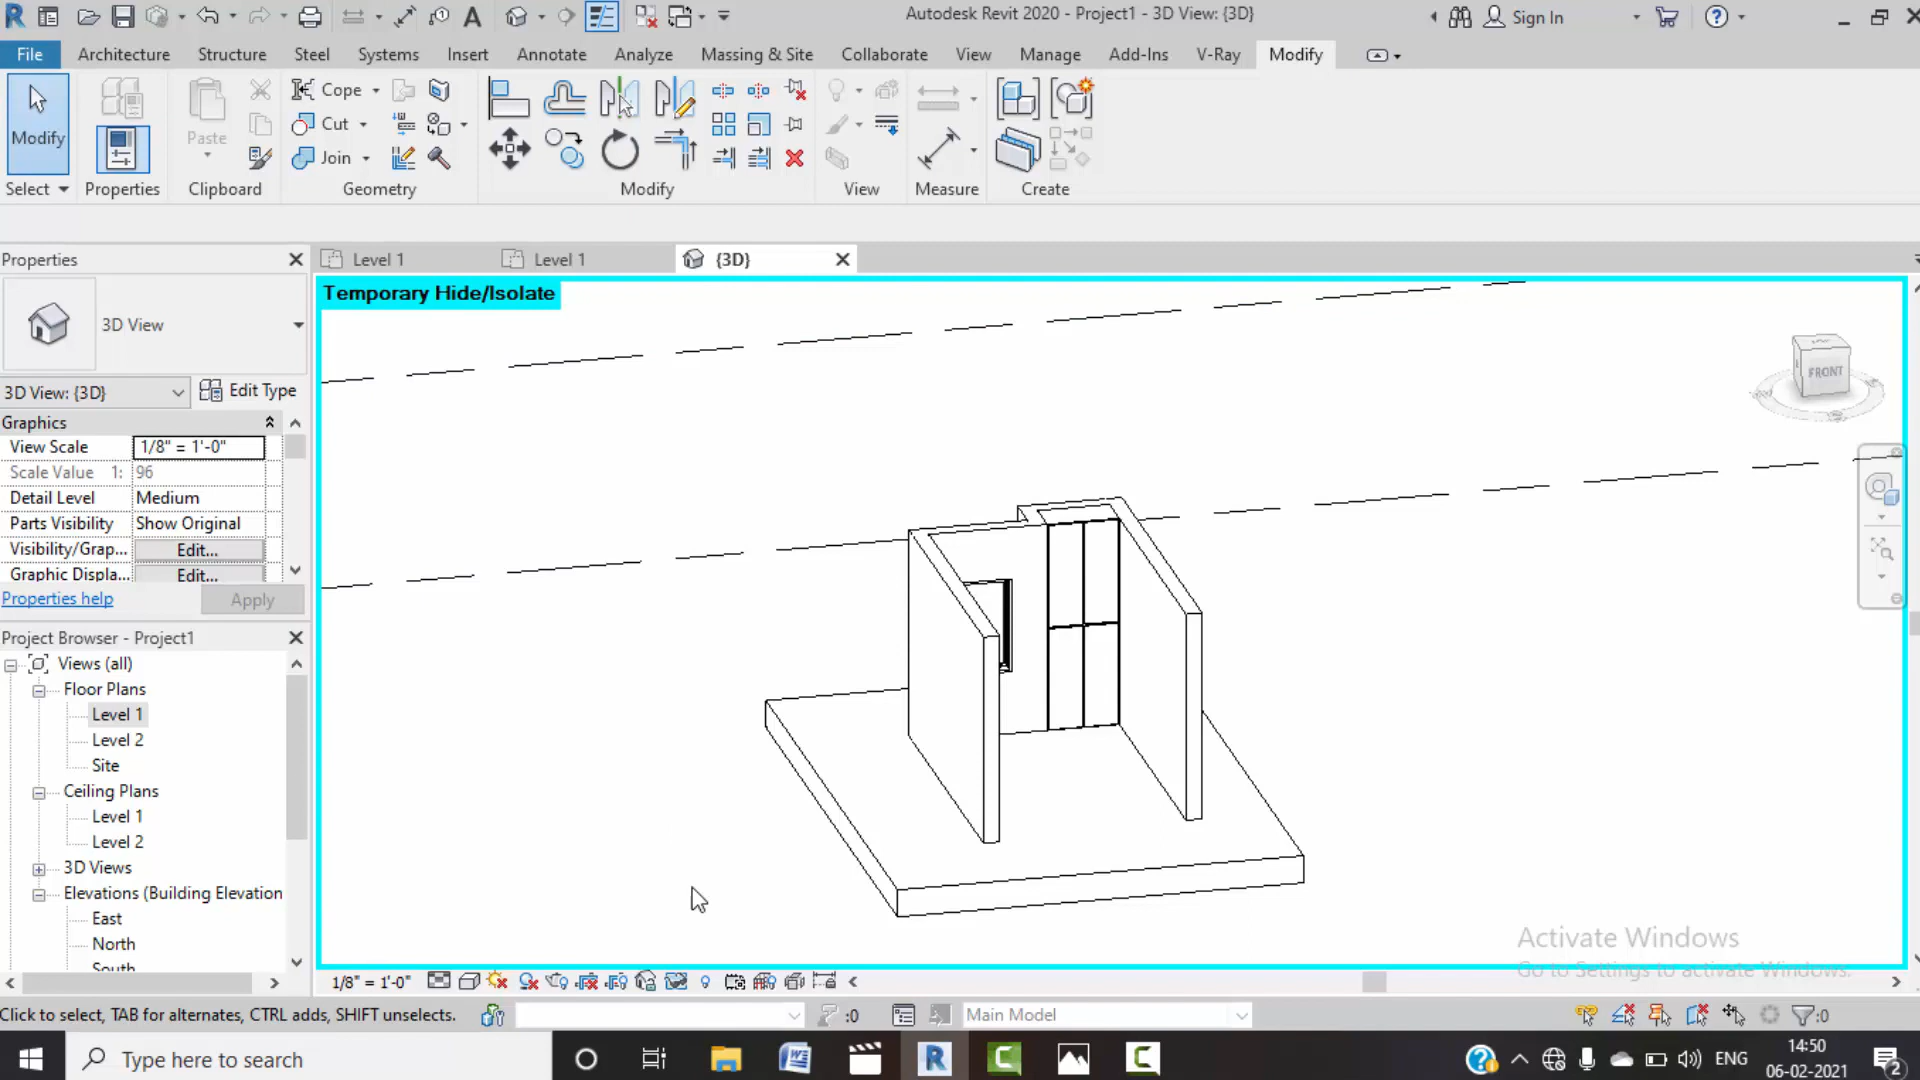 Autodesk Revit 2020 - Project1 - 3D View: {3D}
Sign In
File
Architecture
Structure
Steel
Systems
Insert
Annotate
Analyze
Massing & Site
Collaborate
View
Manage
Add-Ins
V-Ray
Modify
Modify
Paste
Cope
Cut
Join
Select
Properties
Clipboard
Geometry
Modify
View
Measure
Create
Properties
Level 1
Level 1
{3D}
3D View
3D View: {3D}
Edit Type
Graphics
View Scale
1/8" = 1'-0"
Scale Value 1:
96
Detail Level
Medium
Parts Visibility
Show Original
Visibility/Grap...
Edit...
Graphic Displa...
Edit...
Properties help
Apply
Project Browser - Project1
Views (all)
Floor Plans
Level 1
Level 2
Site
Ceiling Plans
Level 1
Level 2
3D Views
Elevations (Building Elevation
East
North
South
Temporary Hide/Isolate
FRONT
Activate Windows
Go to Settings to activate Windows.
1/8" = 1'-0"
Click to select, TAB for alternates, CTRL adds, SHIFT unselects.
:0
Main Model
:0
Type here to search
ENG
14:50
06-02-2021
2